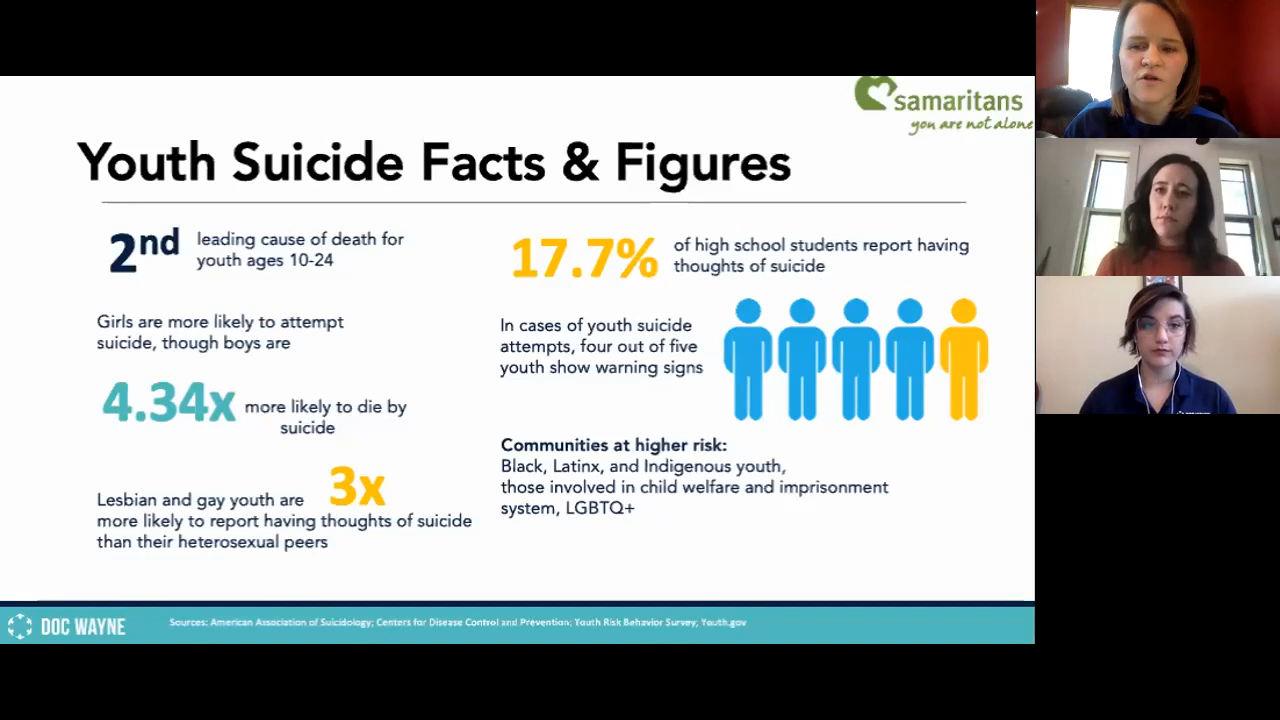 samaritans
you are not alone
Youth Suicide Facts & Figures
2nd
leading cause of death for
youth ages 10-24
Girls are more likely to attempt
suicide, though boys are
4.34x
more likely to die by
suicide
Lesbian and gay youth are 3x
more likely to report having thoughts of suicide
than their heterosexual peers
17.7%
of high school students report having
thoughts of suicide
In cases of youth suicide
attempts, four out of five
youth show warning signs
Communities at higher risk:
Black, Latinx, and Indigenous youth,
those involved in child welfare and imprisonment
system, LGBTQ+
DOC WAYNE
Sources: American Association of Suicidology; Centers for Disease Control and Prevention; Youth Risk Behavior Survey; Youth.gov